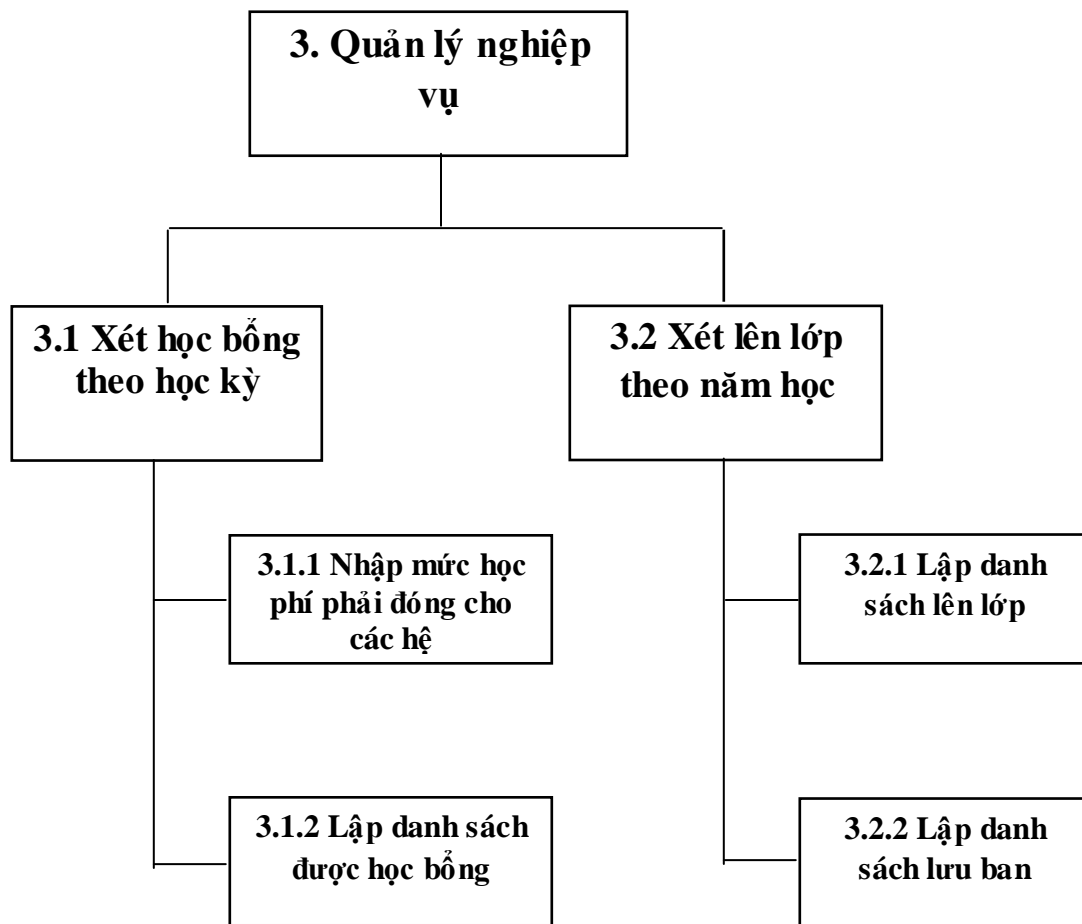 3. Quản lý nghiệp
vụ
3.1 Xét học bổng
theo học kỳ
3.2 Xét lên lớp
theo năm học
3.1.1 Nhập mức học
phí phải đóng cho
các hệ
3.2.1 Lập danh
sách lên lớp
3.1.2 Lập danh sách
được học bổng
3.2.2 Lập danh
sách lưu ban